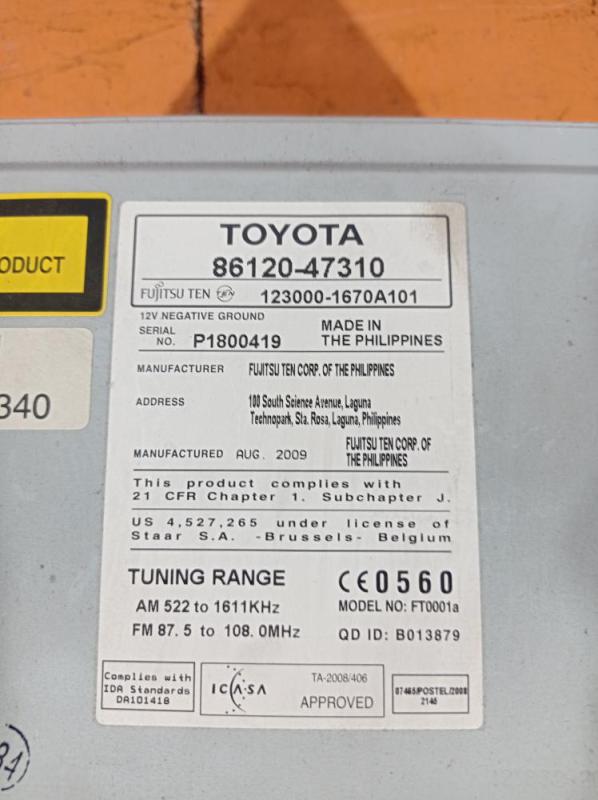 ODUCT
340
TOYOTA
86120-47310
FUJITSU TEN TEN 123000-1670A101
12V NEGATIVE GROUND
SERIAL NO. P1800419
MADE IN THE PHILIPPINES
MANUFACTURER FUJITSU TEN CORP. OF THE PHILIPPINES
ADDRESS 100 South Science Avenue, Laguna
Technopark, Sta. Rosa, Laguna, Philippines
MANUFACTURED AUG. 2009
FUJITSU TEN CORP. OF
THE PHILIPPINES
This product complies with
21 CFR Chapter 1. Subchapter J.
US 4,527,265 under license of
Staar S.A. -Brussels- Belgium
TUNING RANGE
AM 522 to 1611KHz
FM 87.5 to 108.0MHz
CE0560
MODEL NO: FT0001a
QD ID: B013879
Complies with
IDA Standards
DA101418
ICASA
TA-2008/406
APPROVED
87465/POSTEL/2008
2140